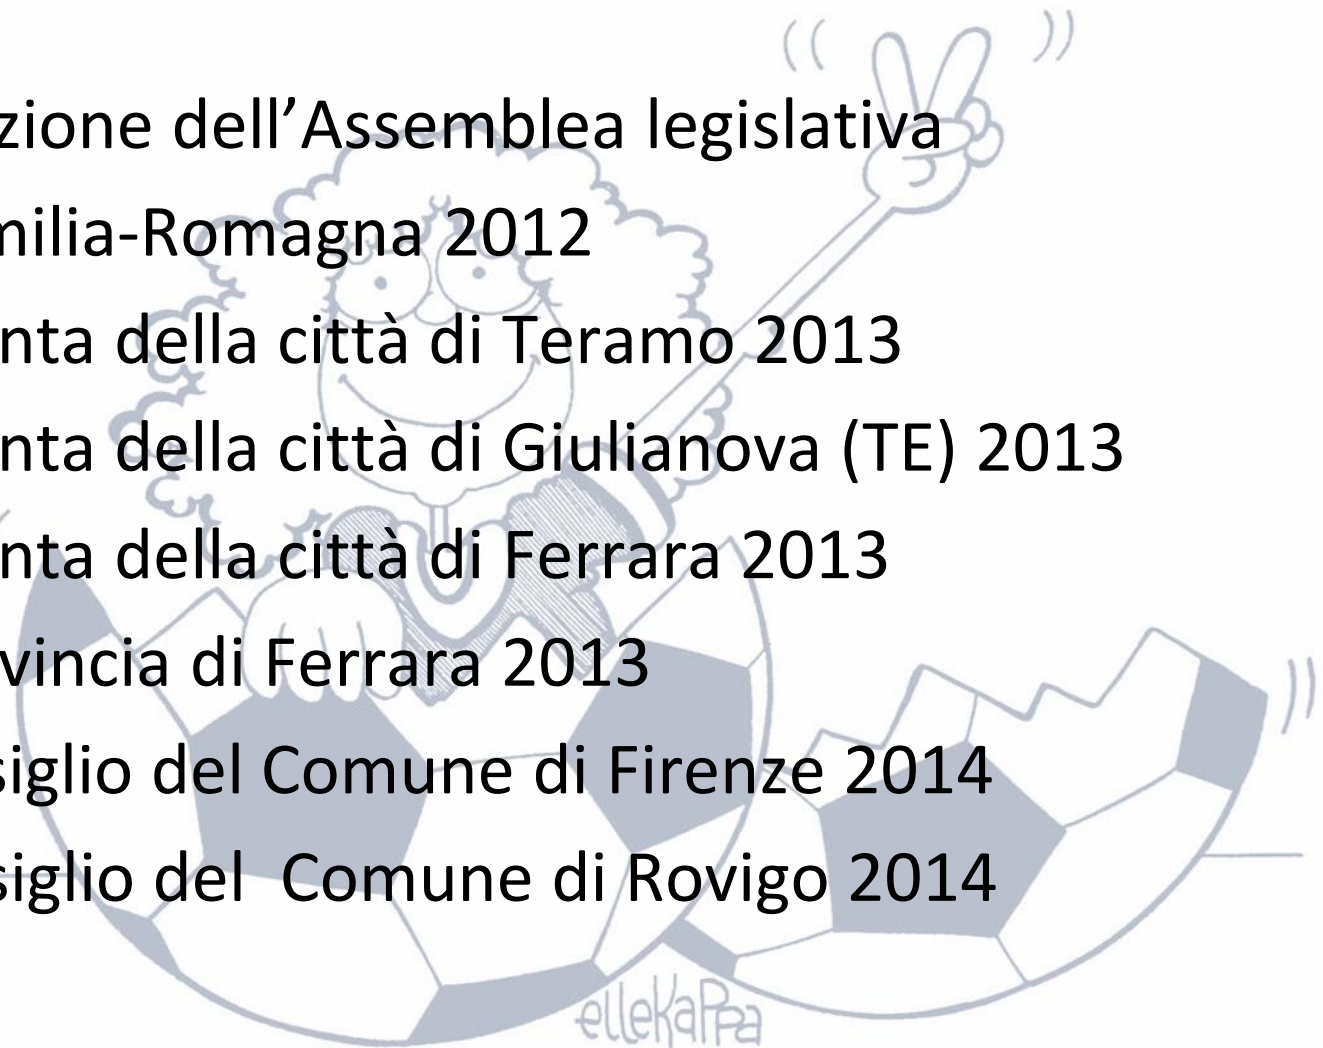 zione dell’Assemblea legislativa
milia-Romagna 2012
nta della città di Teramo 2013
nta della città di Giulianova (TE) 2013
nta della città di Ferrara 2013
vincia di Ferrara 2013
siglio del Comune di Firenze 2014
siglio del  Comune di Rovigo 2014
elleKaPPa